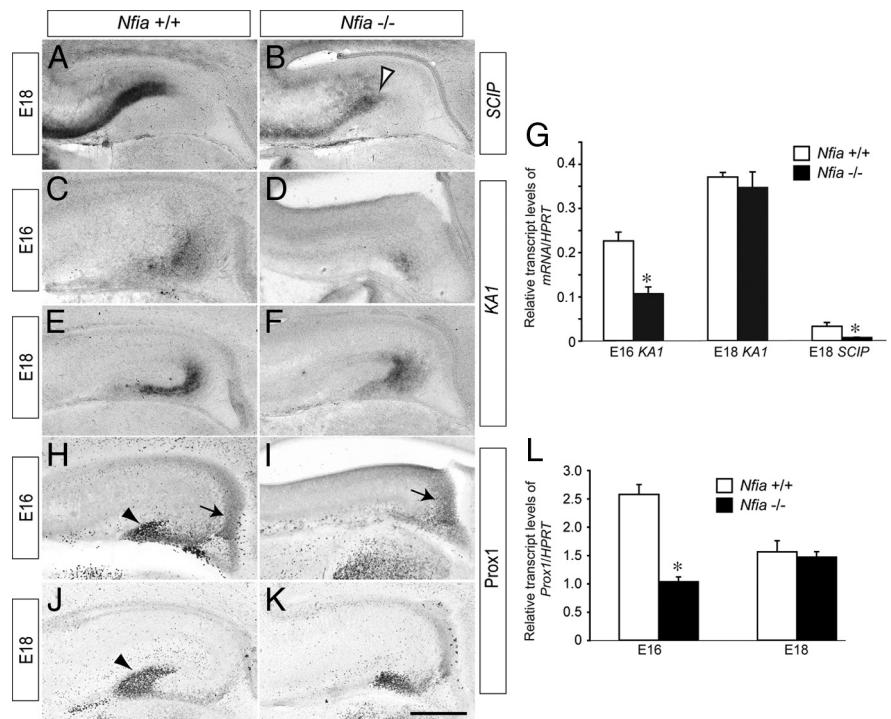 Nfia +/+
Nfia -/-
A
B
E18
SCIP
C
D
E16
KA1
E
F
E18
G
Relative transcript levels of
mRNA/HPRT
0.4
0.3
0.2
0.1
0
Nfia +/+
Nfia -/-
*
*
E16 KA1
E18 KA1
E18 SCIP
H
I
E16
Prox1
J
K
E18
L
Relative transcript levels of
Prox1/HPRT
3.0
2.5
2.0
1.5
1.0
0.5
0
Nfia +/+
Nfia -/-
*
E16
E18